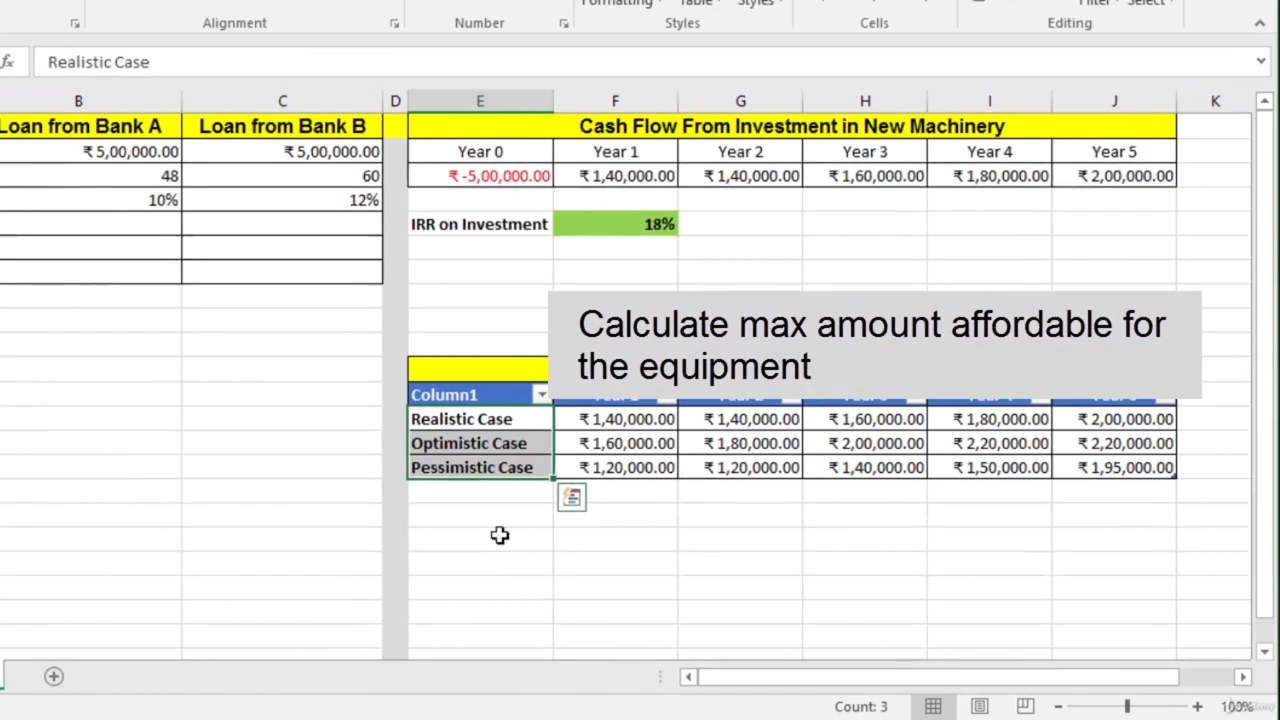 Formatting Table Styles Filter Select
Alignment Number Styles Cells Editing
fx Realistic Case
B C D E F G H I J K
Loan from Bank A Loan from Bank B Cash Flow From Investment in New Machinery
₹ 5,00,000.00 ₹ 5,00,000.00 Year 0 Year 1 Year 2 Year 3 Year 4 Year 5
48 60 ₹ -5,00,000.00 ₹ 1,40,000.00 ₹ 1,40,000.00 ₹ 1,60,000.00 ₹ 1,80,000.00 ₹ 2,00,000.00
10% 12%
IRR on Investment 18%
Calculate max amount affordable for
the equipment
Column1
Realistic Case ₹ 1,40,000.00 ₹ 1,40,000.00 ₹ 1,60,000.00 ₹ 1,80,000.00 ₹ 2,00,000.00
Optimistic Case ₹ 1,60,000.00 ₹ 1,80,000.00 ₹ 2,00,000.00 ₹ 2,20,000.00 ₹ 2,20,000.00
Pessimistic Case ₹ 1,20,000.00 ₹ 1,20,000.00 ₹ 1,40,000.00 ₹ 1,50,000.00 ₹ 1,95,000.00
Count: 3 100%